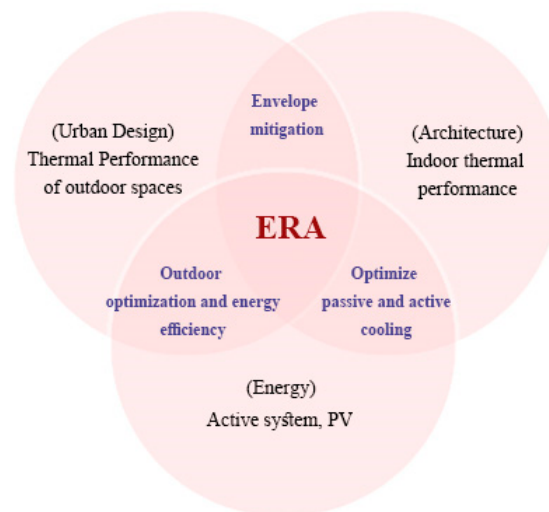 Envelope
mitigation
(Urban Design)
Thermal Performance
of outdoor spaces
(Architecture)
Indoor thermal
performance
ERA
Outdoor
optimization and energy
efficiency
Optimize
passive and active
cooling
(Energy)
Active system, PV